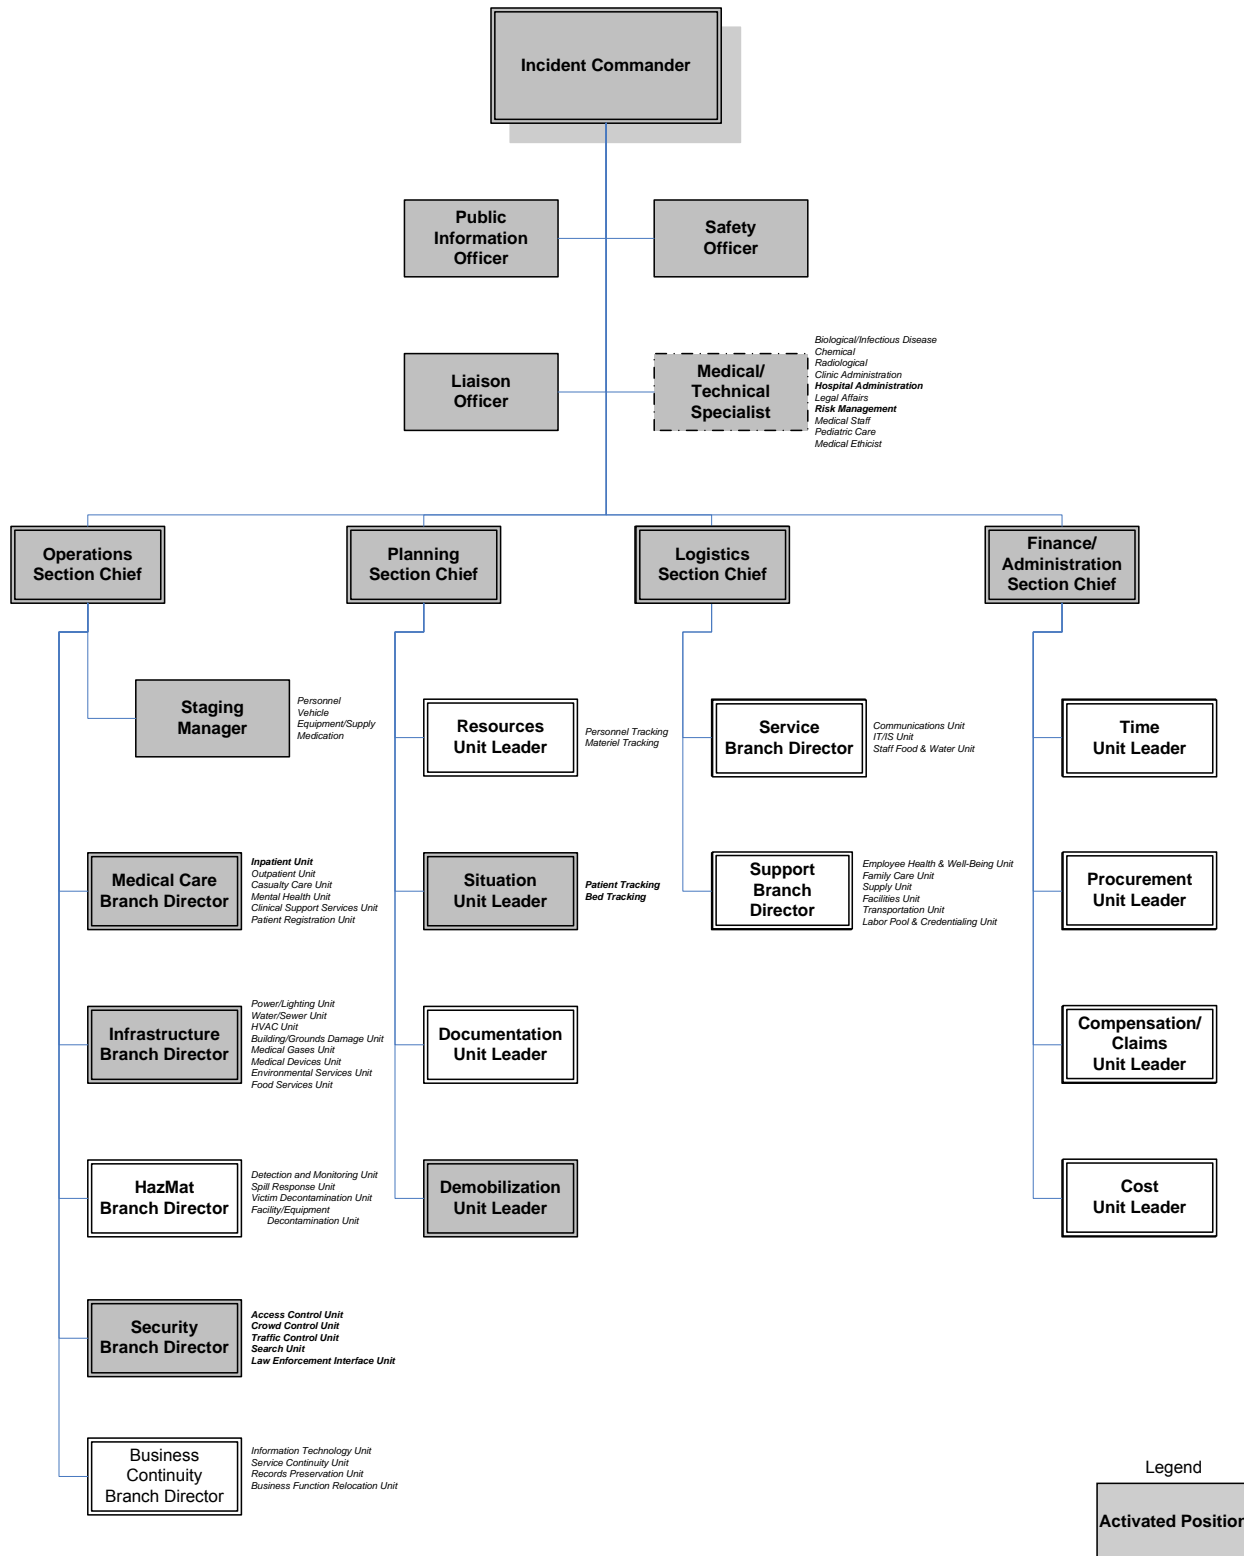 Incident Commander
Public
Information
Officer
Safety
Officer
Liaison
Officer
Medical/
Technical
Specialist
Biological/Infectious Disease
Chemical
Radiological
Clinic Administration
Hospital Administration
Legal Affairs
Risk Management
Medical Staff
Pediatric Care
Medical Ethicist
Operations
Section Chief
Planning
Section Chief
Logistics
Section Chief
Finance/
Administration
Section Chief
Staging
Manager
Personnel
Vehicle
Equipment/Supply
Medication
Resources
Unit Leader
Personnel Tracking
Materiel Tracking
Service
Branch Director
Communications Unit
IT/IS Unit
Staff Food & Water Unit
Time
Unit Leader
Medical Care
Branch Director
Inpatient Unit
Outpatient Unit
Casualty Care Unit
Mental Health Unit
Clinical Support Services Unit
Patient Registration Unit
Situation
Unit Leader
Patient Tracking
Bed Tracking
Support
Branch
Director
Employee Health & Well-Being Unit
Family Care Unit
Supply Unit
Facilities Unit
Transportation Unit
Labor Pool & Credentialing Unit
Procurement
Unit Leader
Infrastructure
Branch Director
Power/Lighting Unit
Water/Sewer Unit
HVAC Unit
Building/Grounds Damage Unit
Medical Gases Unit
Medical Devices Unit
Environmental Services Unit
Food Services Unit
Documentation
Unit Leader
Compensation/
Claims
Unit Leader
HazMat
Branch Director
Detection and Monitoring Unit
Spill Response Unit
Victim Decontamination Unit
Facility/Equipment
Decontamination Unit
Demobilization
Unit Leader
Cost
Unit Leader
Security
Branch Director
Access Control Unit
Crowd Control Unit
Traffic Control Unit
Search Unit
Law Enforcement Interface Unit
Business
Continuity
Branch Director
Information Technology Unit
Service Continuity Unit
Records Preservation Unit
Business Function Relocation Unit
Legend
Activated Position